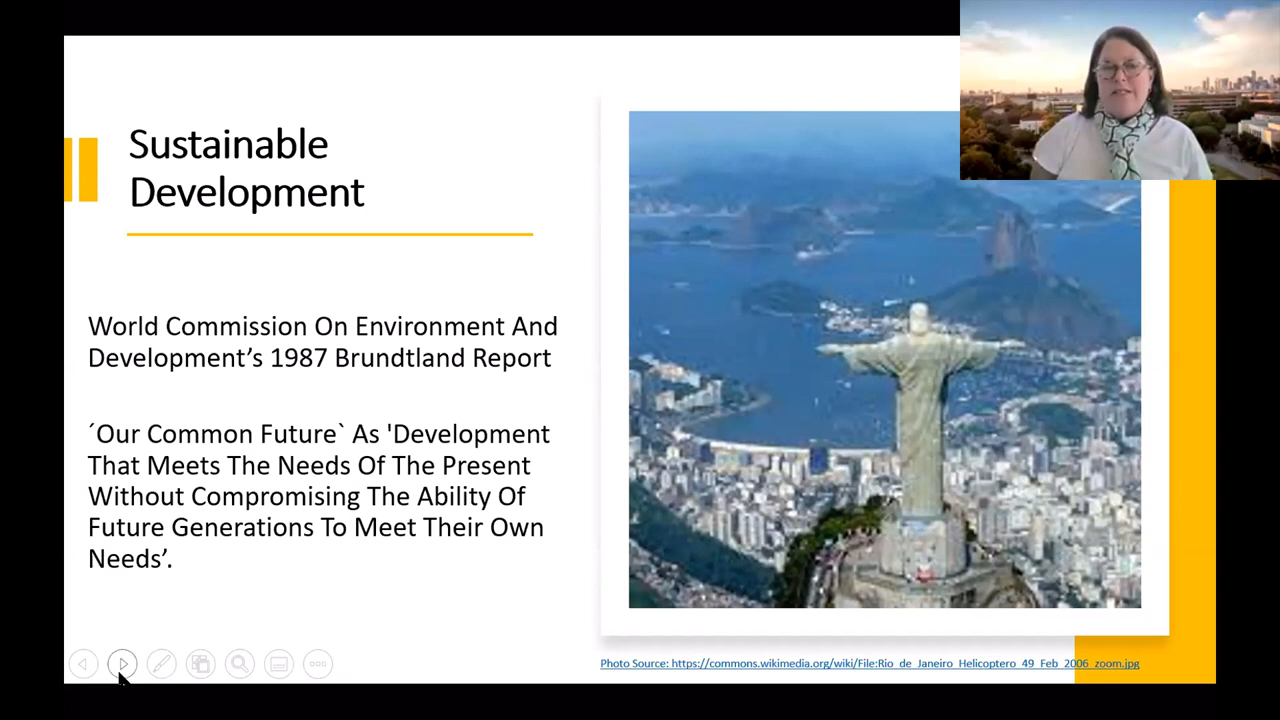 Sustainable
Development
World Commission On Environment And
Development’s 1987 Brundtland Report
´Our Common Future` As 'Development
That Meets The Needs Of The Present
Without Compromising The Ability Of
Future Generations To Meet Their Own
Needs’.
Photo Source: https://commons.wikimedia.org/wiki/File:Rio_de_Janeiro_Helicoptero_49_Feb_2006_zoom.jpg